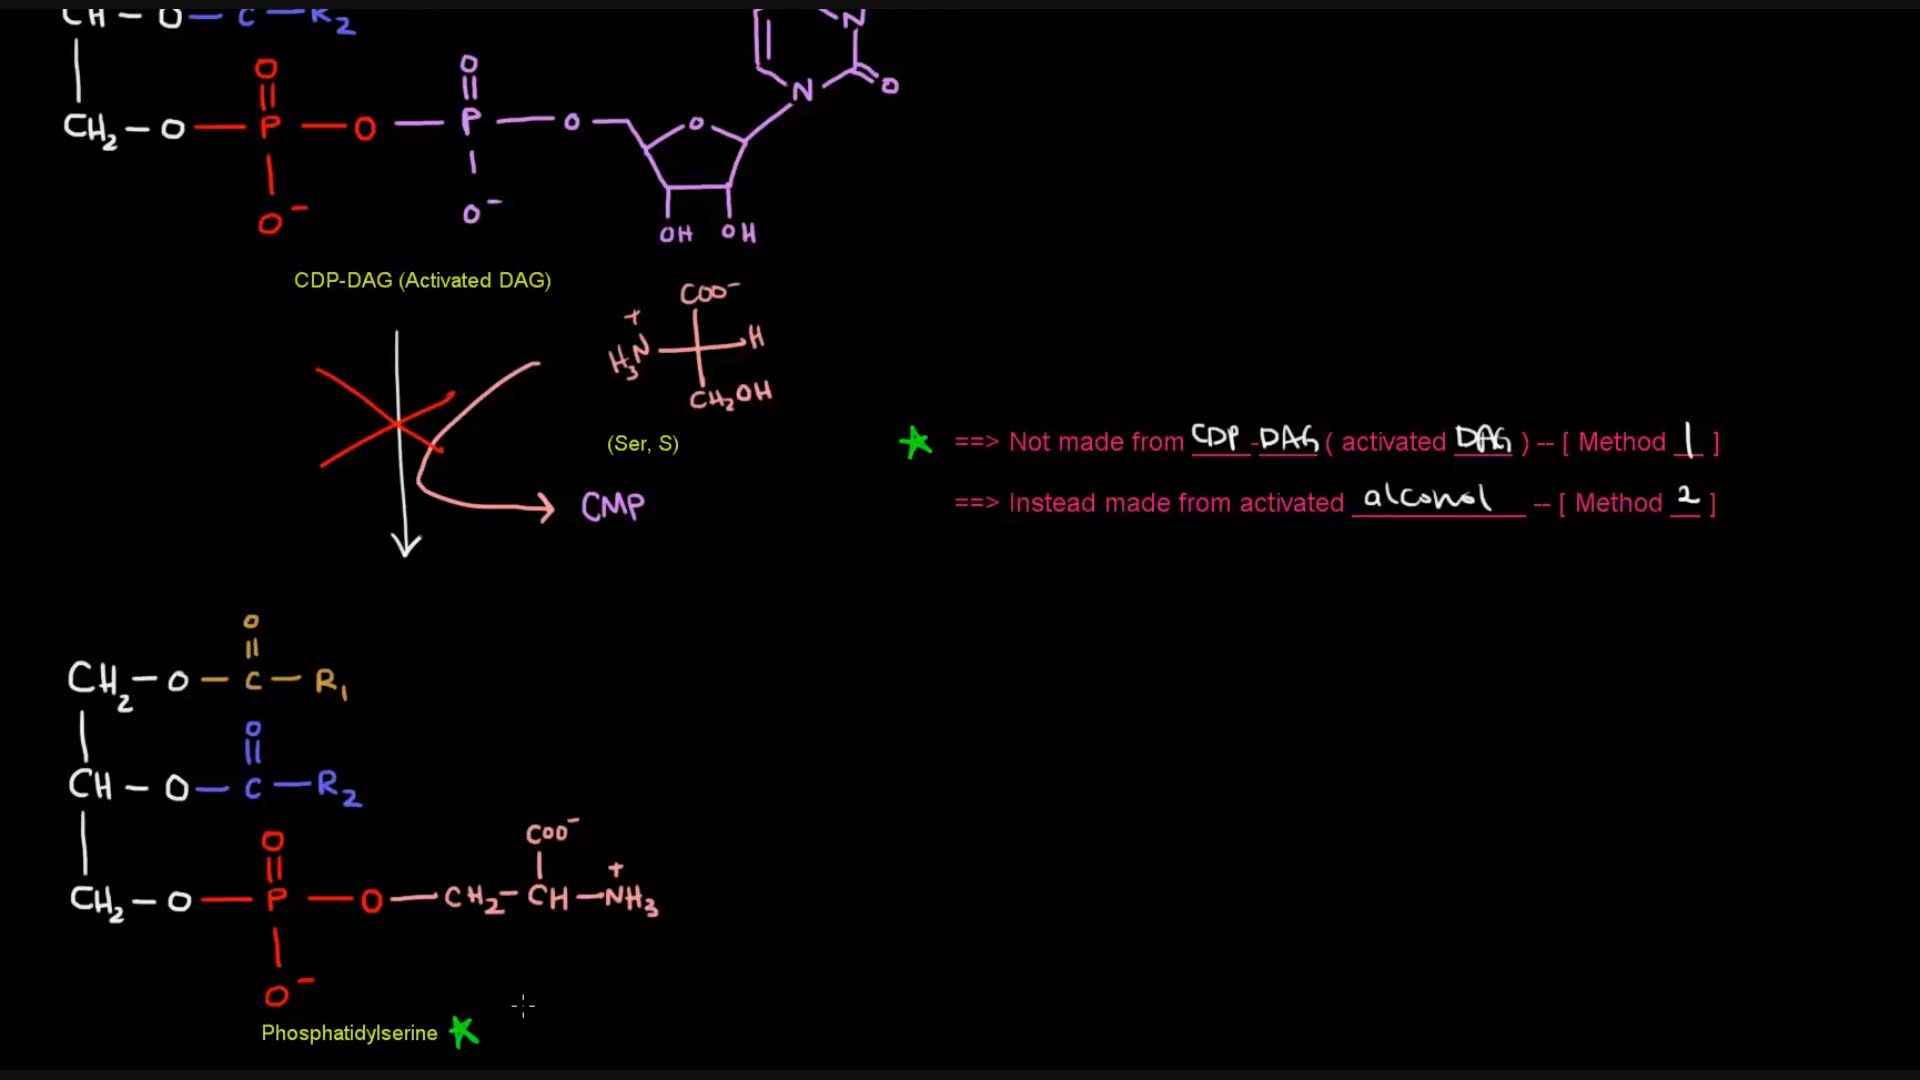 CH - O - C - R2
O O N
CH2 - O - P - O - P - O O N O
O- O- OH OH
CDP-DAG (Activated DAG)
COO-
H3N+ H
CH2OH
(Ser, S)
CMP
==> Not made from CDP-DAG ( activated DAG ) -- [ Method 1 ]
==> Instead made from activated alcohol -- [ Method 2 ]
O
CH2 - O - C - R1
O
CH - O - C - R2
O COO- +
CH2 - O - P - O - CH2 - CH - NH3
O-
Phosphatidylserine